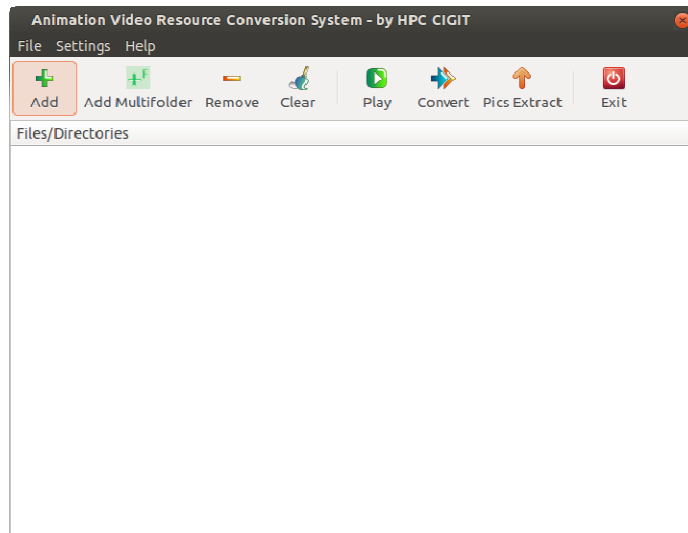 Animation Video Resource Conversion System - by HPC CIGIT
File Settings Help
Add Add Multifolder Remove Clear Play Convert Pics Extract Exit
Files/Directories